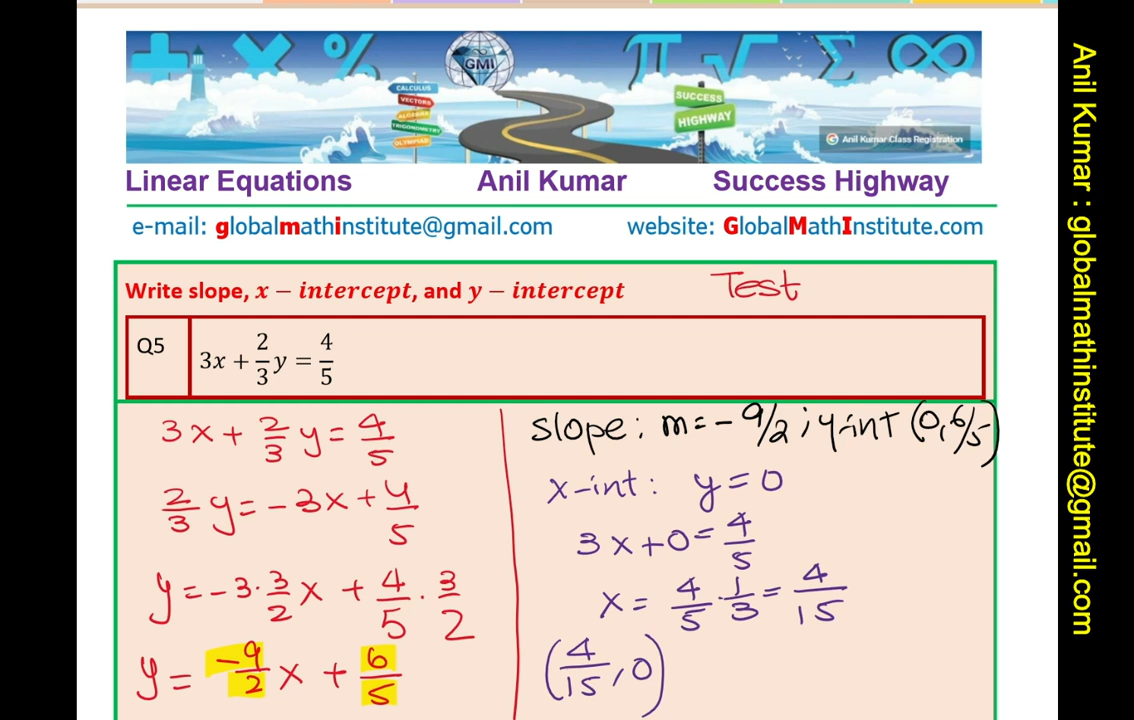 GMI
CALCULUS
VECTORS
ALGEBRA
TRIGONOMETRY
OLYMPIAD
SUCCESS
HIGHWAY
Anil Kumar Class Registration
Linear Equations Anil Kumar Success Highway
e-mail: globalmathinstitute@gmail.com website: GlobalMathInstitute.com
Write slope, x − intercept, and y − intercept Test
Q5 3x + 2/3 y = 4/5
3x + 2/3 y = 4/5
2/3 y = -3x + 4/5
y = -3 · 3/2 x + 4/5 · 3/2
y = -9/2 x + 6/5
slope: m = -9/2 ; y-int (0, 6/5)
x-int: y = 0
3x + 0 = 4/5
x = 4/5 · 1/3 = 4/15
(4/15, 0)
Anil Kumar : globalmathinstitute@gmail.com